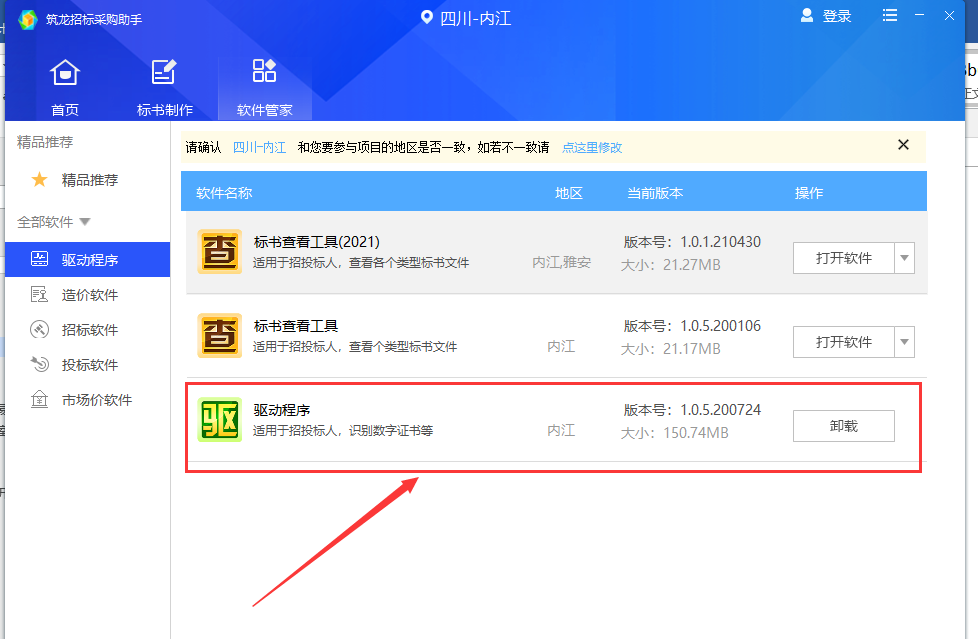 筑龙招标采购助手
四川-内江
登录
首页
标书制作
软件管家
精品推荐
精品推荐
全部软件
驱动程序
造价软件
招标软件
投标软件
市场价软件
请确认 四川-内江 和您要参与项目的地区是否一致，如若不一致请 点这里修改
软件名称 地区 当前版本 操作
查
标书查看工具(2021)
适用于招投标人，查看各个类型标书文件
内江,雅安
版本号：1.0.1.210430
大小：21.27MB
打开软件
查
标书查看工具
适用于招投标人，查看个类型标书文件
内江
版本号：1.0.5.200106
大小：21.17MB
打开软件
驱
驱动程序
适用于招投标人，识别数字证书等
内江
版本号：1.0.5.200724
大小：150.74MB
卸载